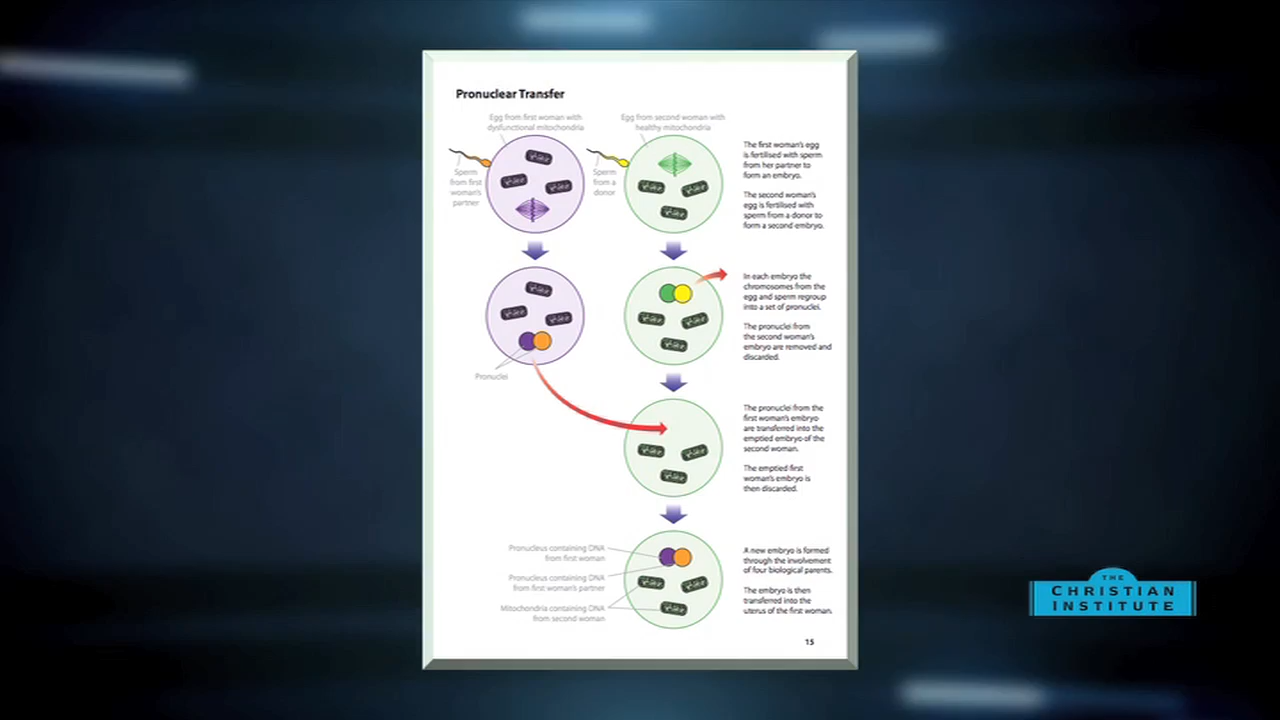 Pronuclear Transfer
Egg from first woman with
dysfunctional mitochondria
Egg from second woman with
healthy mitochondria
Sperm
from first
woman's
partner
Sperm
from a
donor
The first woman's egg
is fertilised with sperm
from her partner to
form an embryo.
The second woman's
egg is fertilised with
sperm from a donor to
form a second embryo.
In each embryo the
chromosomes from the
egg and sperm regroup
into a set of pronuclei.
The pronuclei from
the second woman's
embryo are removed and
discarded.
Pronuclei
The pronuclei from the
first woman's embryo
are transferred into the
emptied embryo of the
second woman.
The emptied first
woman's embryo is
then discarded.
Pronucleus containing DNA
from first woman
Pronucleus containing DNA
from first woman's partner
Mitochondria containing DNA
from second woman
A new embryo is formed
through the involvement
of four biological parents.
The embryo is then
transferred into the
uterus of the first woman.
15
THE
CHRISTIAN
INSTITUTE